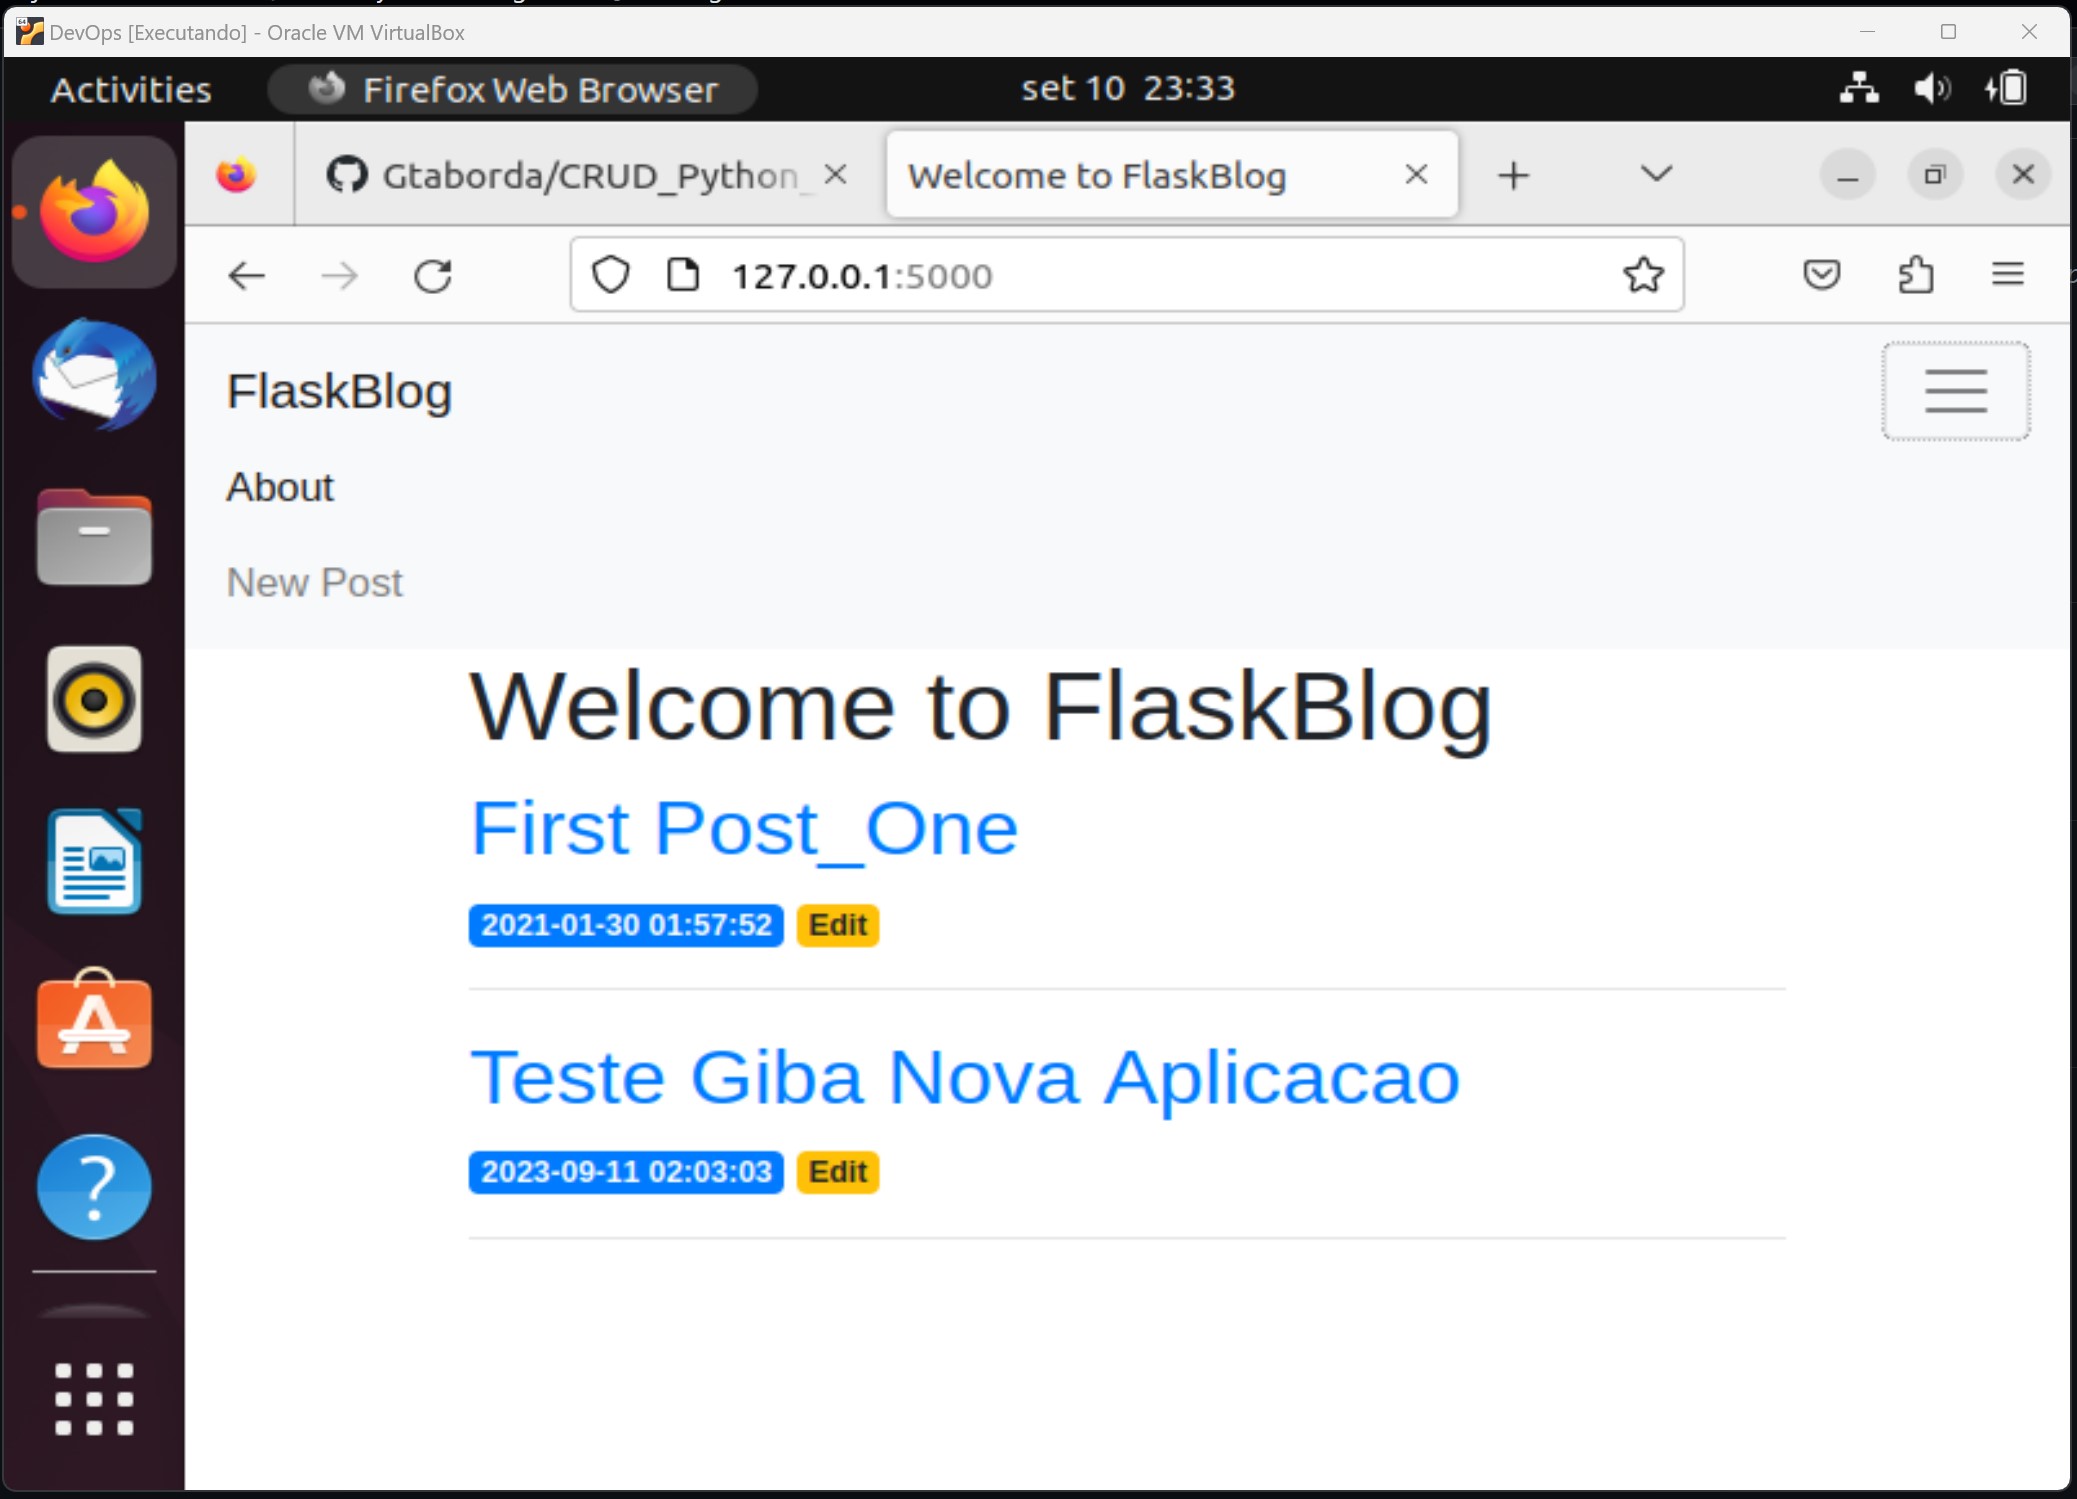 DevOps [Executando] - Oracle VM VirtualBox
Activities Firefox Web Browser set 10 23:33
Gtaborda/CRUD_Python_ Welcome to FlaskBlog
127.0.0.1:5000
FlaskBlog
About
New Post
Welcome to FlaskBlog
First Post_One
2021-01-30 01:57:52 Edit
Teste Giba Nova Aplicacao
2023-09-11 02:03:03 Edit